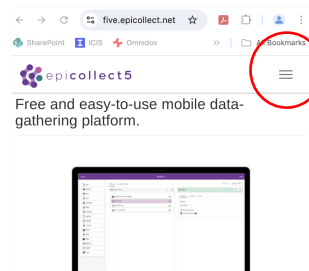 five.epicollect.net
SharePoint ICIS Omnidox >> All Bookmarks
epicollect5
Free and easy-to-use mobile data-
gathering platform.